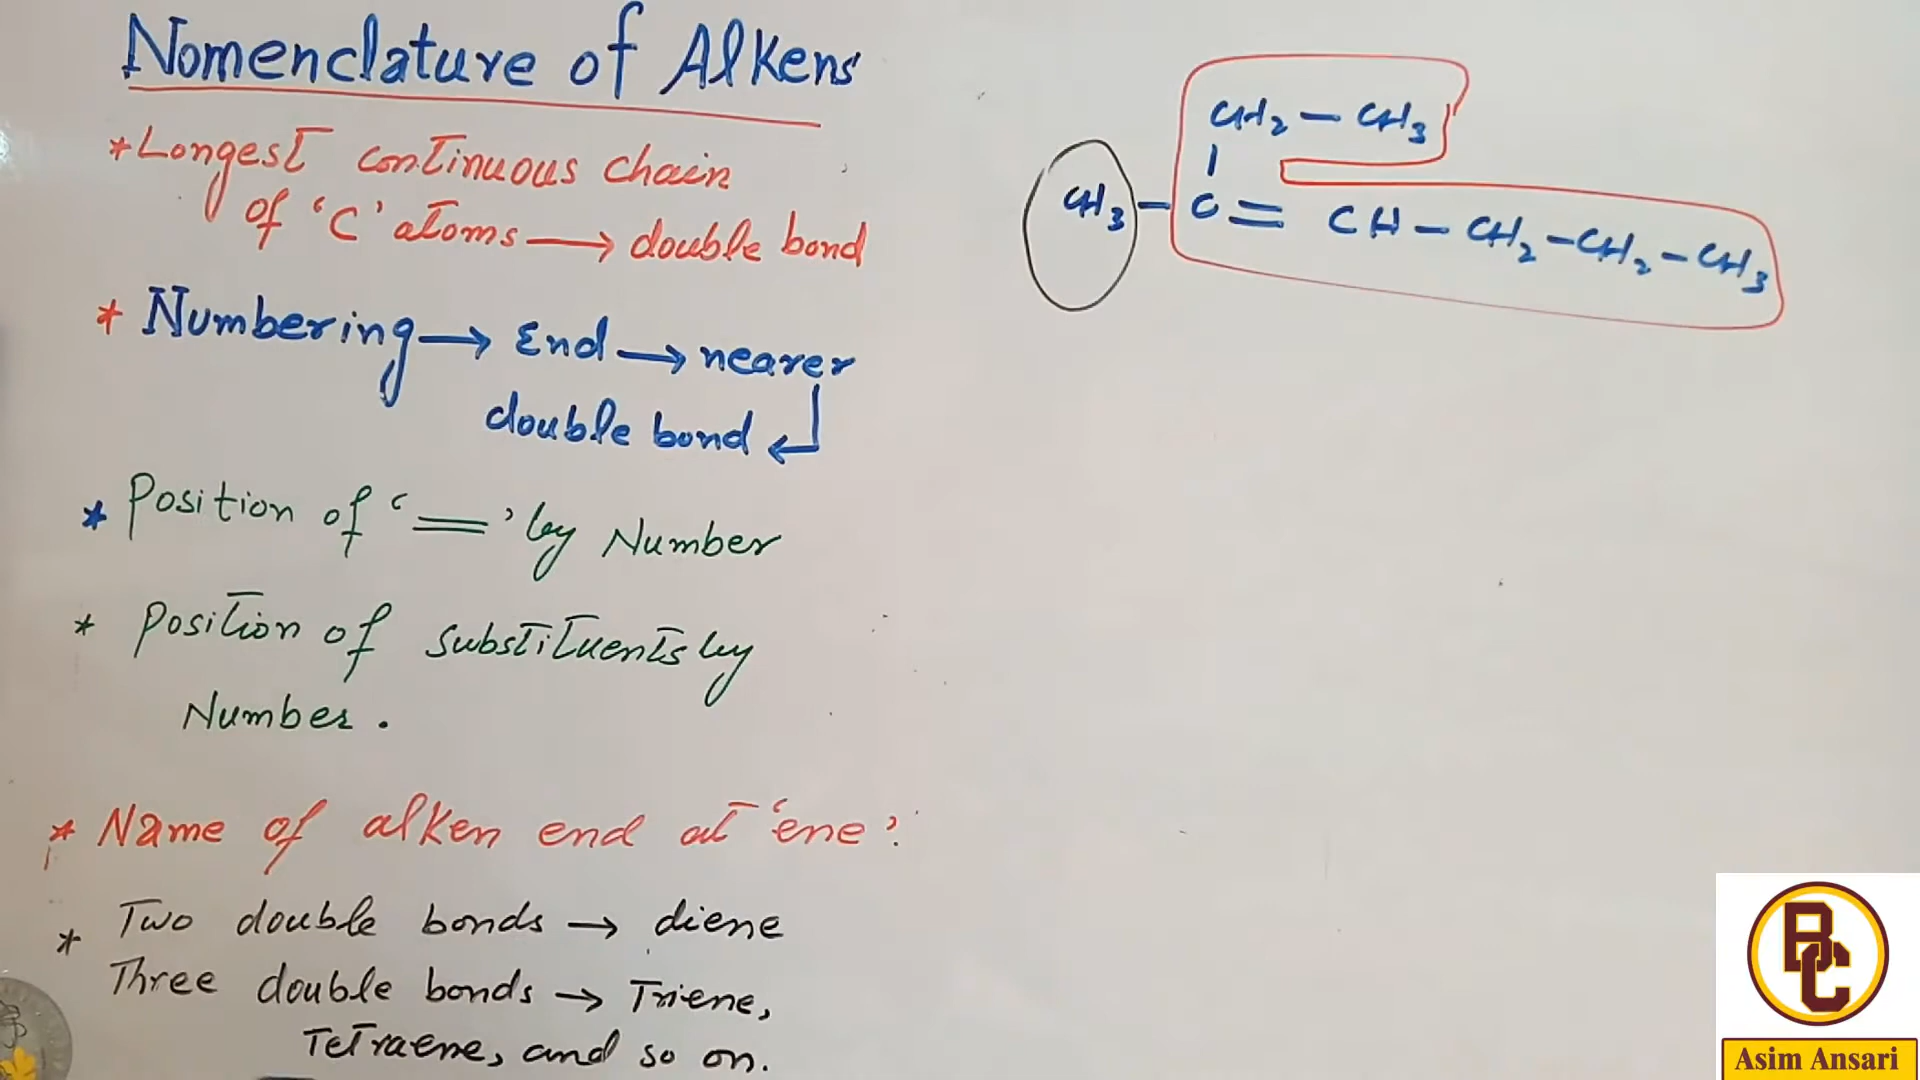 Nomenclature of Alkens
*Longest continuous chain
of 'C' atoms → double bond
* Numbering → End → nearer
double bond ↲
* Position of '=' by Number
* Position of substituents by
Number.
* Name of alken end at 'ene'.
* Two double bonds → diene
Three double bonds → Triene,
Tetraene, and so on.
CH2 — CH3
|
CH3 — C = CH — CH2 — CH2 — CH3
BC
Asim Ansari